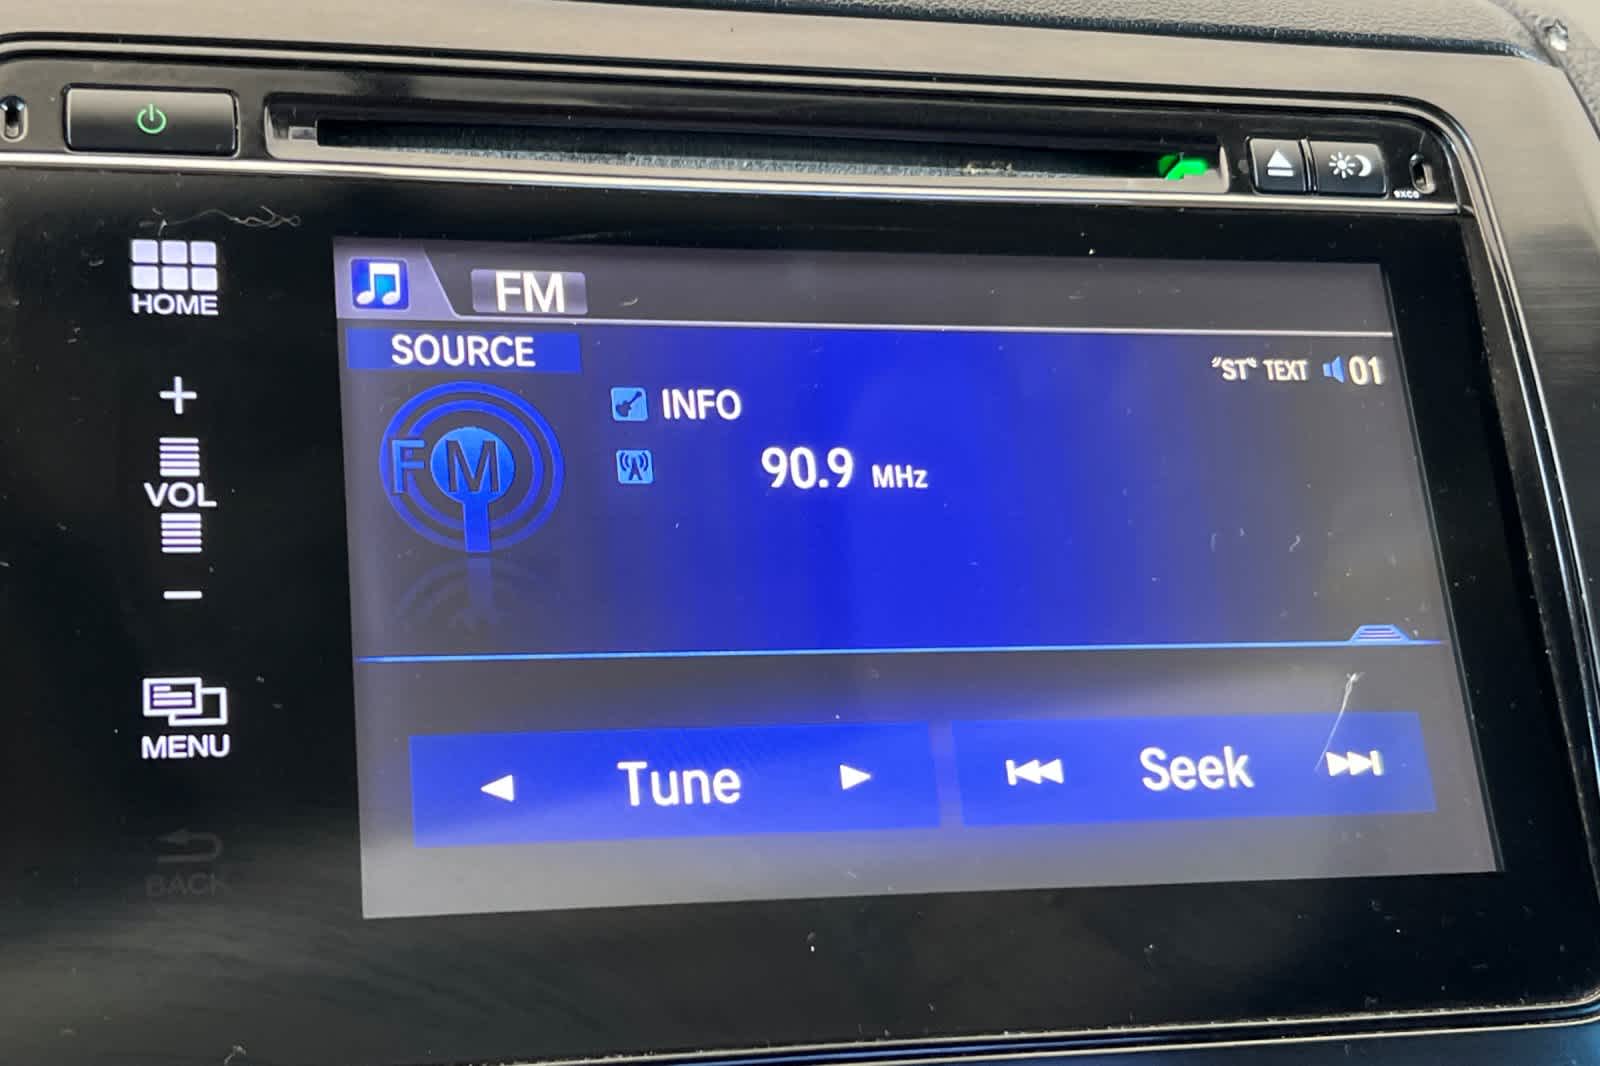 HOME
FM
SOURCE
"ST" TEXT 01
INFO
FM
90.9 MHz
+
VOL
−
MENU
Tune
Seek
BACK